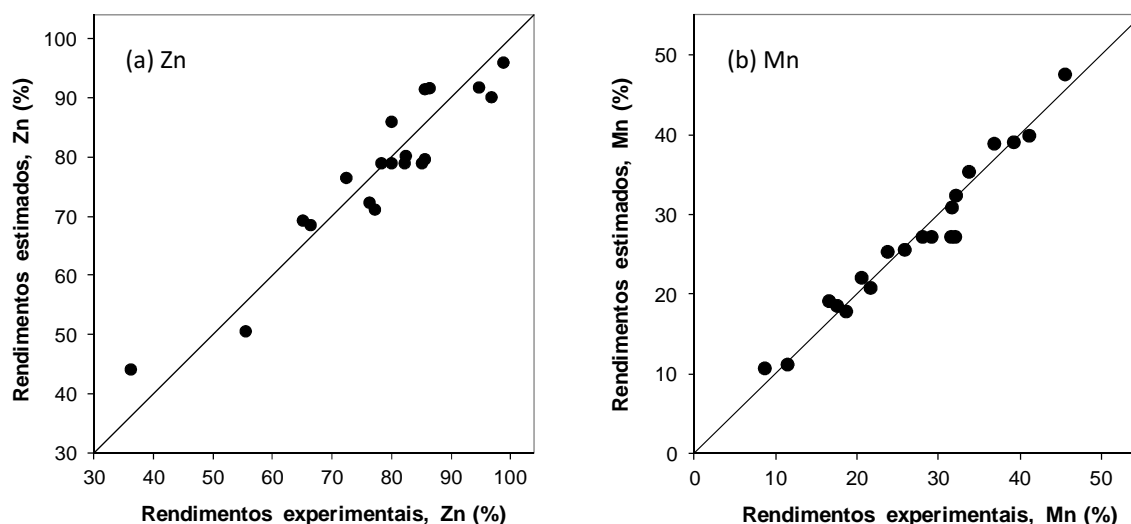 (a) Zn
Rendimentos estimados, Zn (%)
100
90
80
70
60
50
40
30
30 40 50 60 70 80 90 100
Rendimentos experimentais, Zn (%)
(b) Mn
Rendimentos estimados, Mn (%)
50
40
30
20
10
0
0 10 20 30 40 50
Rendimentos experimentais, Mn (%)